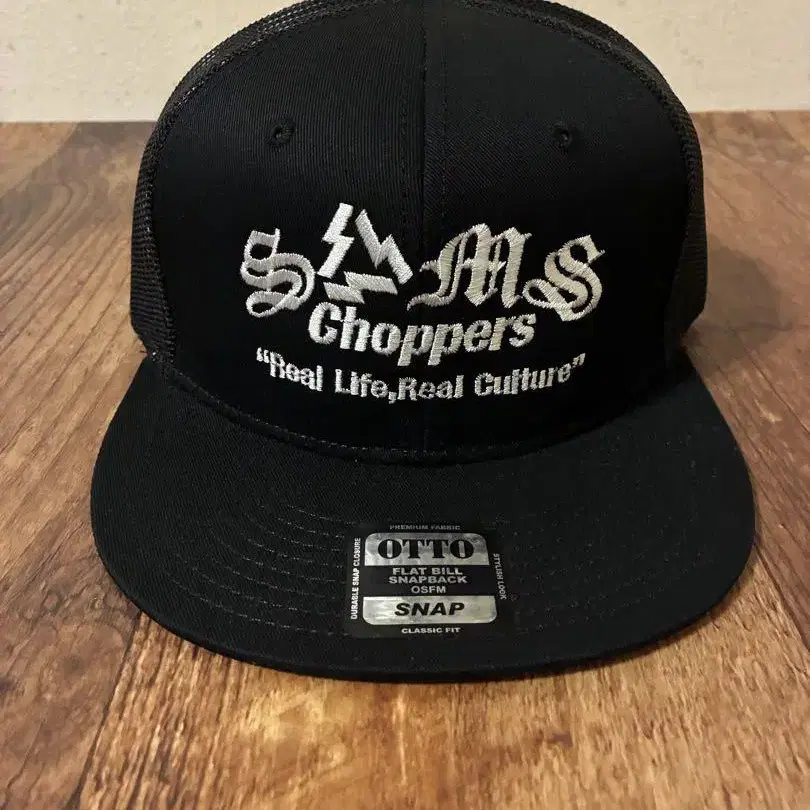 SAMS
Choppers
“Real Life,Real Culture”
PREMIUM FABRIC
OTTO
DURABLE SNAP CLOSURE
FLAT BILL
SNAPBACK
OSFM
STYLISH LOOK
SNAP
CLASSIC FIT